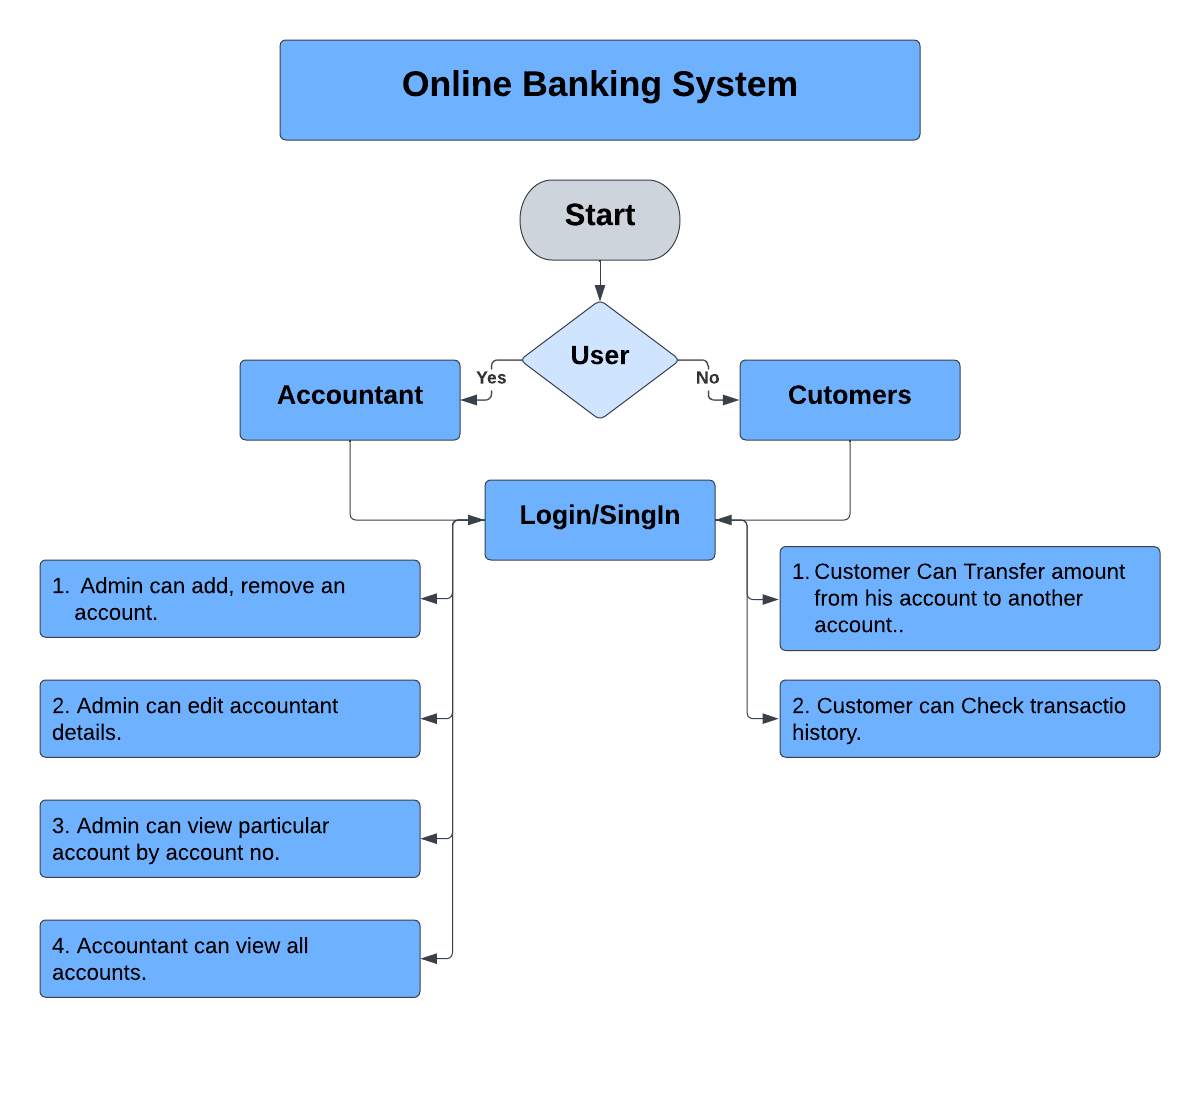 Online Banking System
Start
User
Yes
No
Accountant
Cutomers
Login/SingIn
1. Admin can add, remove an
account.
2. Admin can edit accountant
details.
3. Admin can view particular
account by account no.
4. Accountant can view all
accounts.
1. Customer Can Transfer amount
from his account to another
account..
2. Customer can Check transactio
history.